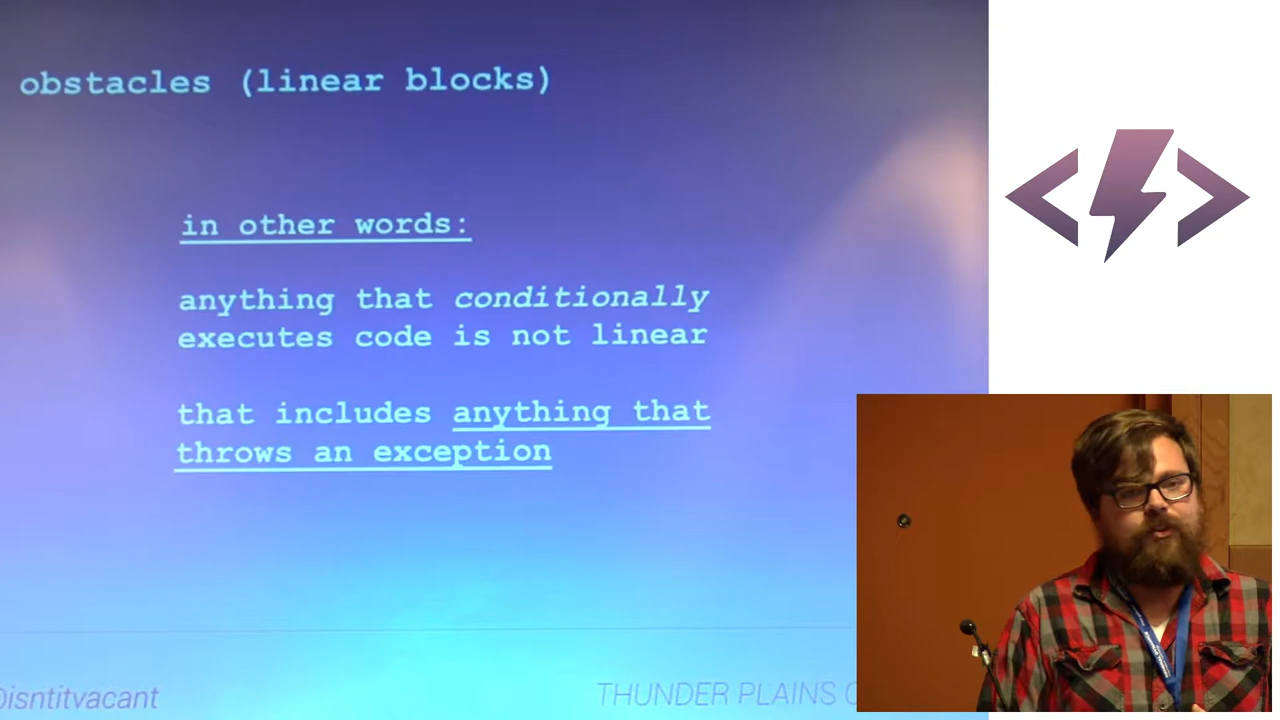 obstacles (linear blocks)
in other words:
anything that conditionally
executes code is not linear
that includes anything that
throws an exception
@isntitvacant
THUNDER PLAINS